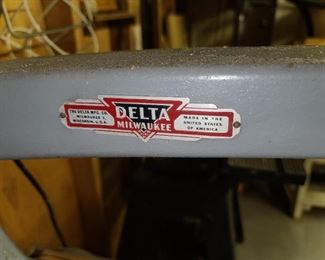 THE DELTA MFG. CO.
MILWAUKEE 1,
WISCONSIN, U.S.A.
DELTA
MILWAUKEE
MADE IN THE
UNITED STATES
OF AMERICA